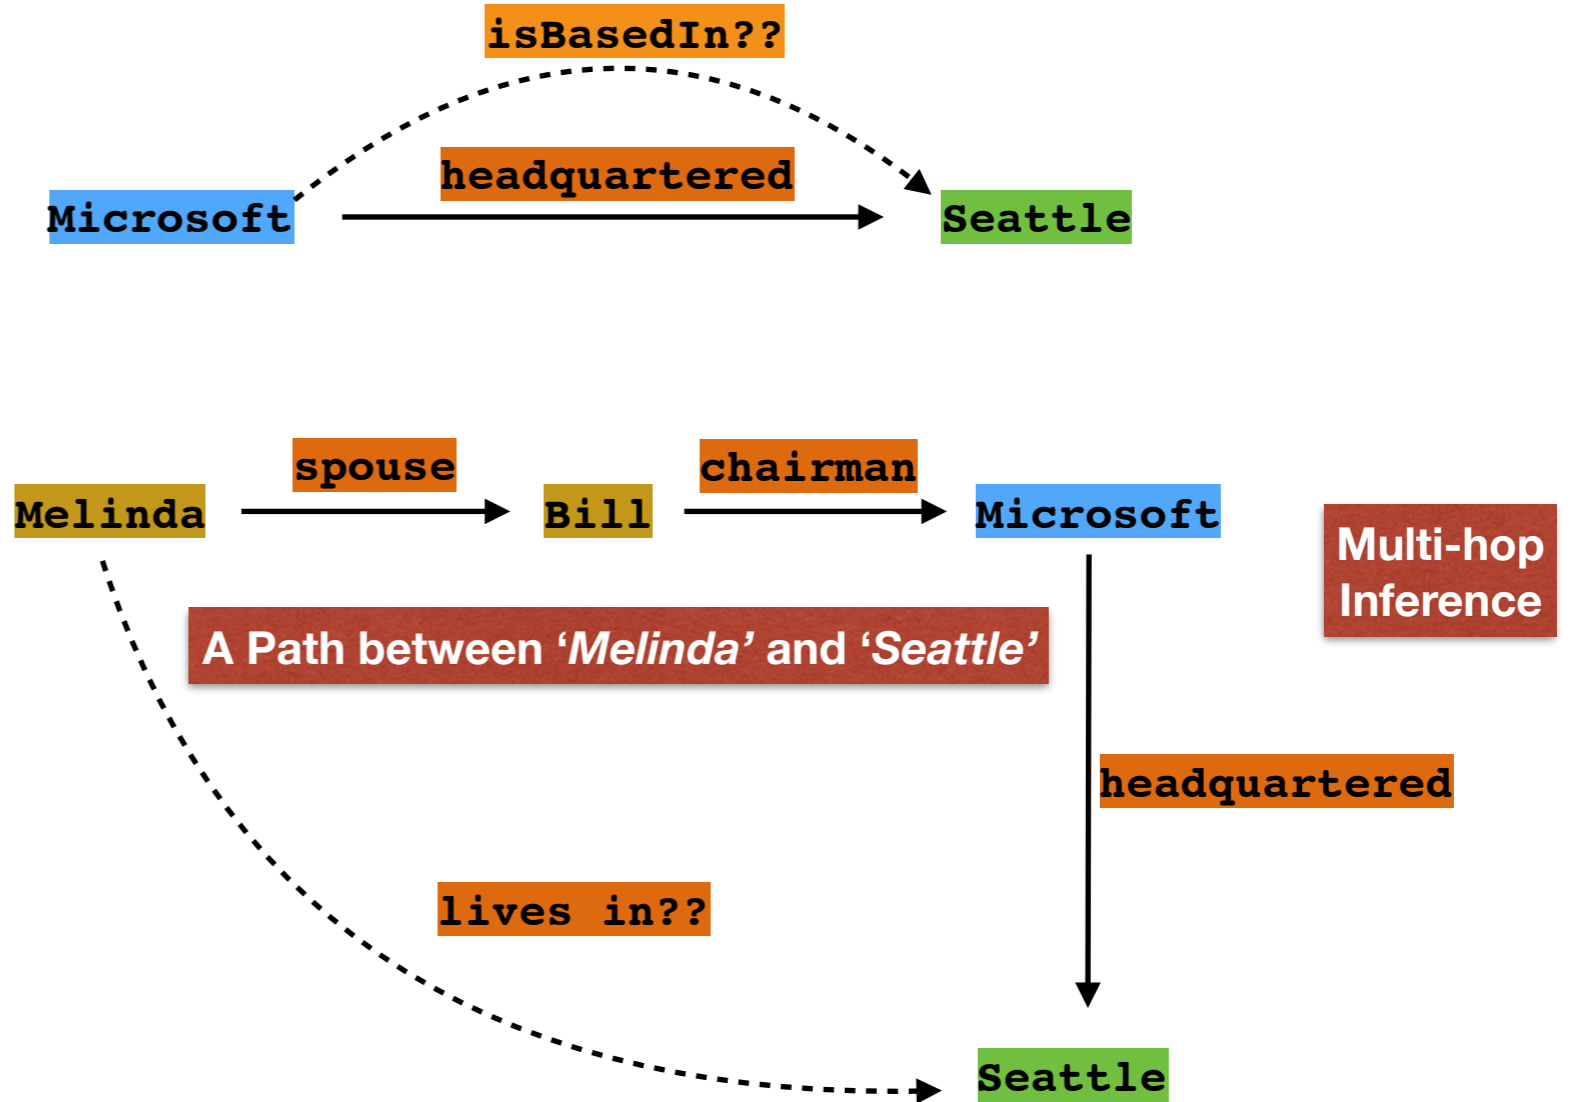 isBasedIn??
headquartered
Microsoft
Seattle
spouse
chairman
Melinda
Bill
Microsoft
Multi-hop
Inference
A Path between ‘Melinda’ and ‘Seattle’
headquartered
lives in??
Seattle